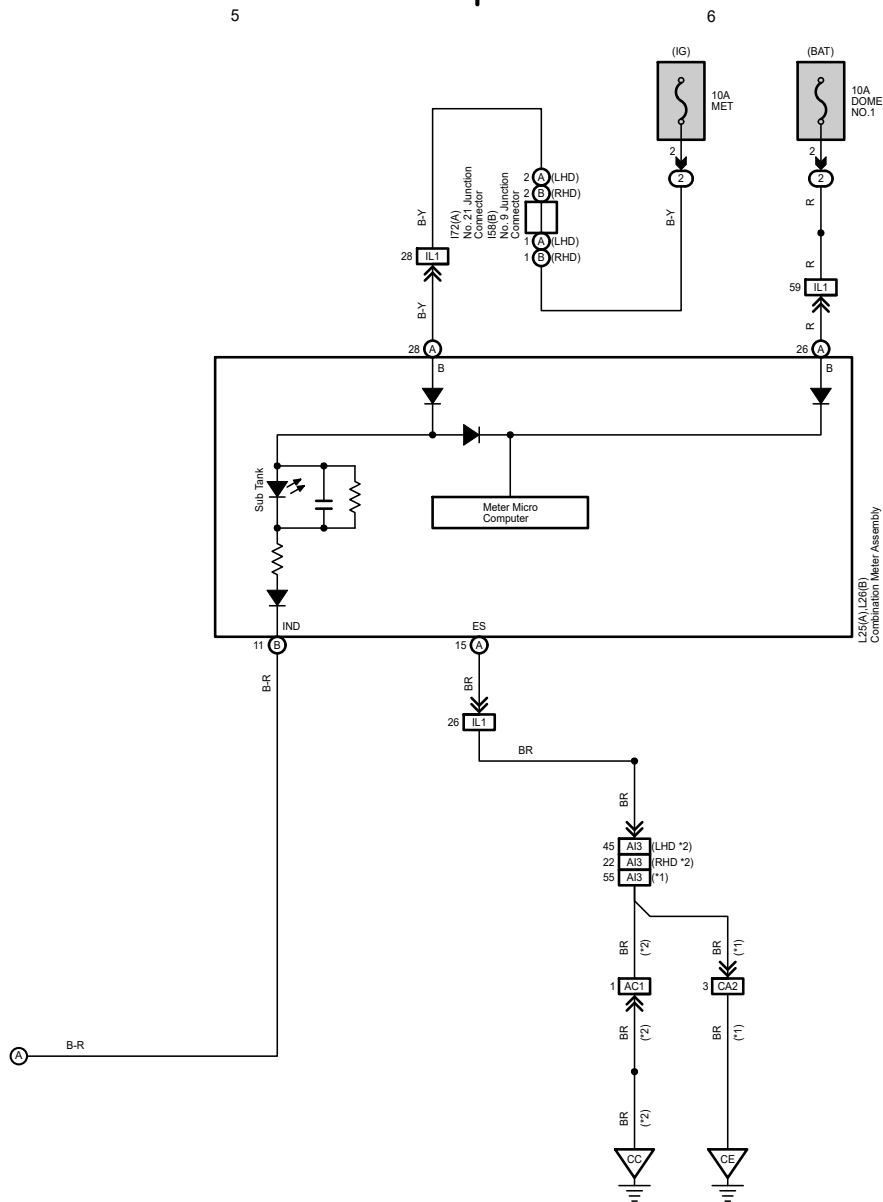 5
6
(IG)
(BAT)
10A
MET
10A
DOME
NO.1
2
2
2
2
B-Y
I72(A)
No. 21 Junction
Connector
I58(B)
No. 9 Junction
Connector
2 A (LHD)
2 B (RHD)
1 A (LHD)
1 B (RHD)
B-Y
R
28 IL1
B-Y
R
59 IL1
R
28 A
26 A
B
B
Sub Tank
Meter Micro
Computer
L25(A),L26(B)
Combination Meter Assembly
IND
ES
11 B
15 A
B-R
BR
26 IL1
BR
BR
45 AI3 (LHD *2)
22 AI3 (RHD *2)
55 AI3 (*1)
BR (*2)
BR (*1)
1 AC1
3 CA2
BR (*2)
BR (*1)
A
B-R
BR (*2)
CC
CE